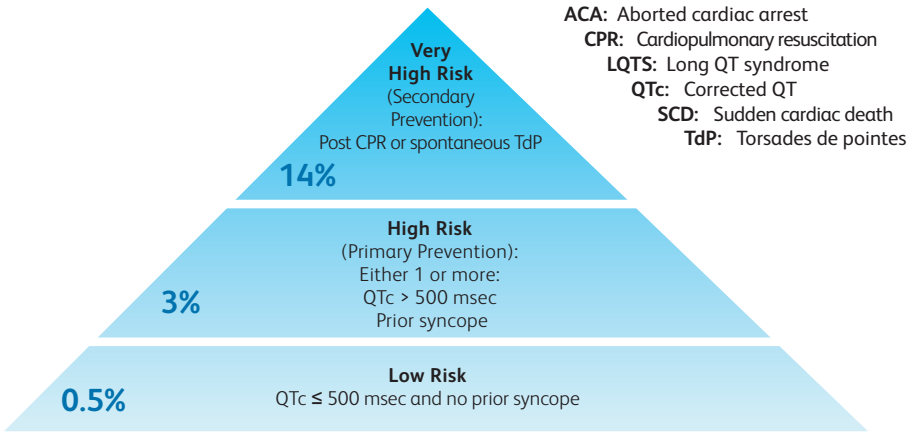 Very
High Risk
(Secondary
Prevention):
Post CPR or spontaneous TdP
14%
High Risk
(Primary Prevention):
Either 1 or more:
QTc > 500 msec
Prior syncope
3%
Low Risk
QTc ≤ 500 msec and no prior syncope
0.5%
ACA: Aborted cardiac arrest
CPR: Cardiopulmonary resuscitation
LQTS: Long QT syndrome
QTc: Corrected QT
SCD: Sudden cardiac death
TdP: Torsades de pointes